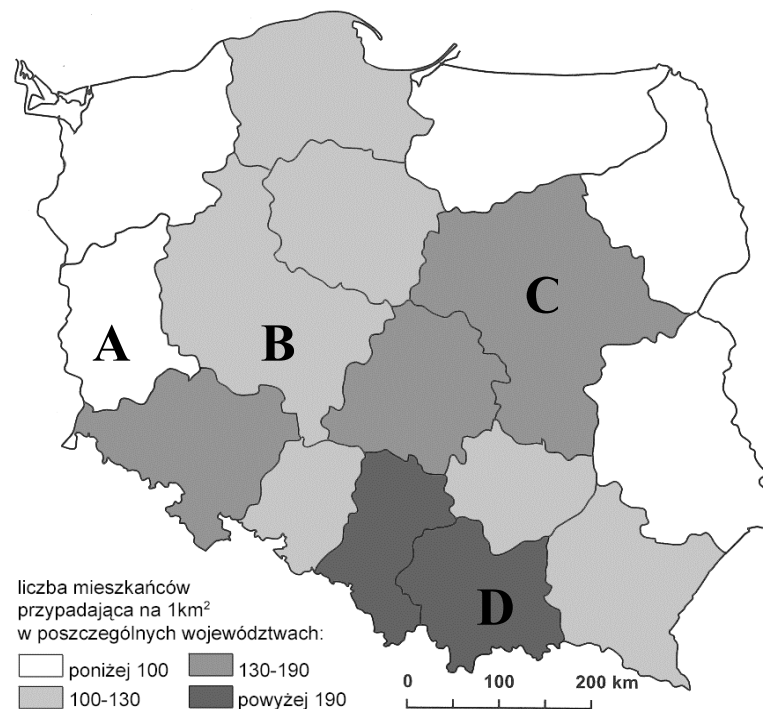 C
A
B
D
liczba mieszkańców
przypadająca na 1km²
w poszczególnych województwach:
poniżej 100
130-190
100-130
powyżej 190
0 100 200 km